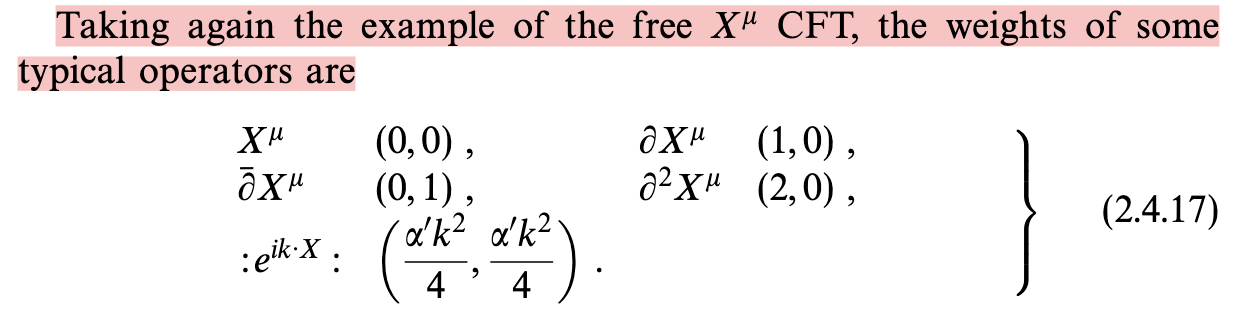 Taking again the example of the free X^μ CFT, the weights of some
typical operators are
X^μ (0, 0) , ∂X^μ (1, 0) ,
∂̄X^μ (0, 1) , ∂²X^μ (2, 0) ,
:e^{ik·X} : (α′k²/4, α′k²/4) . (2.4.17)